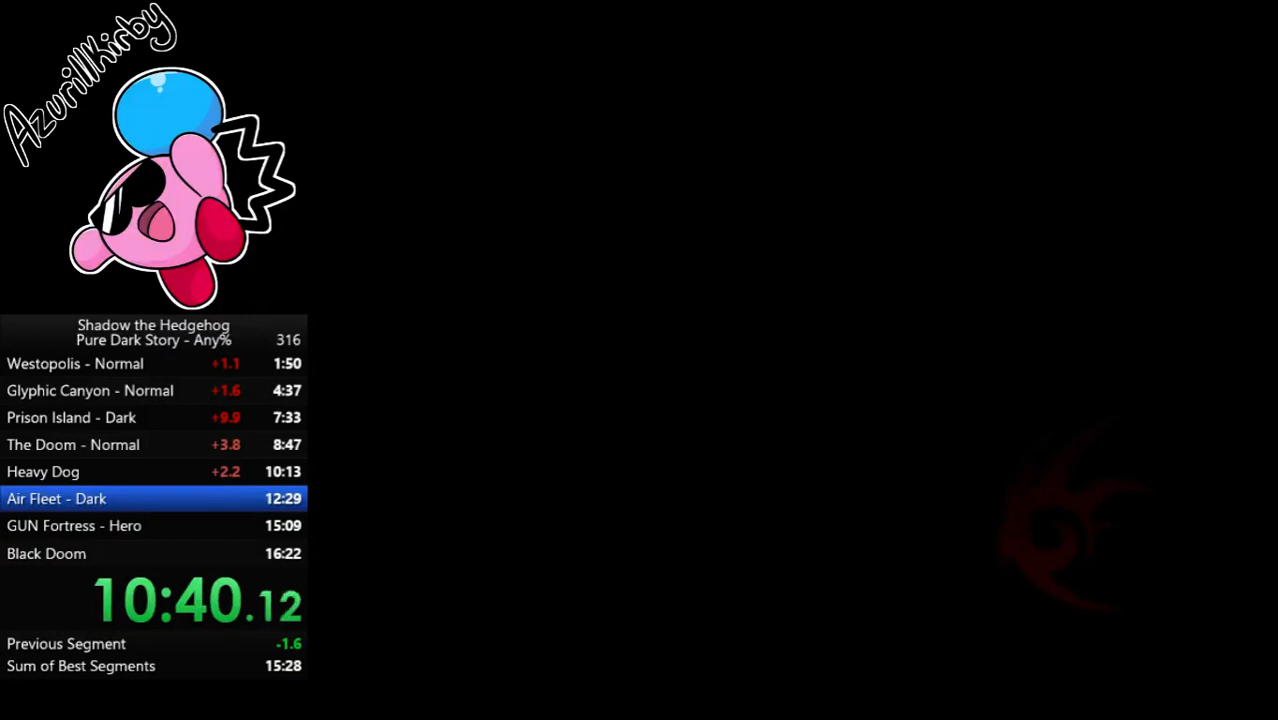 AzurillKirby
Shadow the Hedgehog
Pure Dark Story - Any% 316
Westopolis - Normal +1.1 1:50
Glyphic Canyon - Normal +1.6 4:37
Prison Island - Dark +9.9 7:33
The Doom - Normal +3.8 8:47
Heavy Dog +2.2 10:13
Air Fleet - Dark 12:29
GUN Fortress - Hero 15:09
Black Doom 16:22
10:40.12
Previous Segment -1.6
Sum of Best Segments 15:28